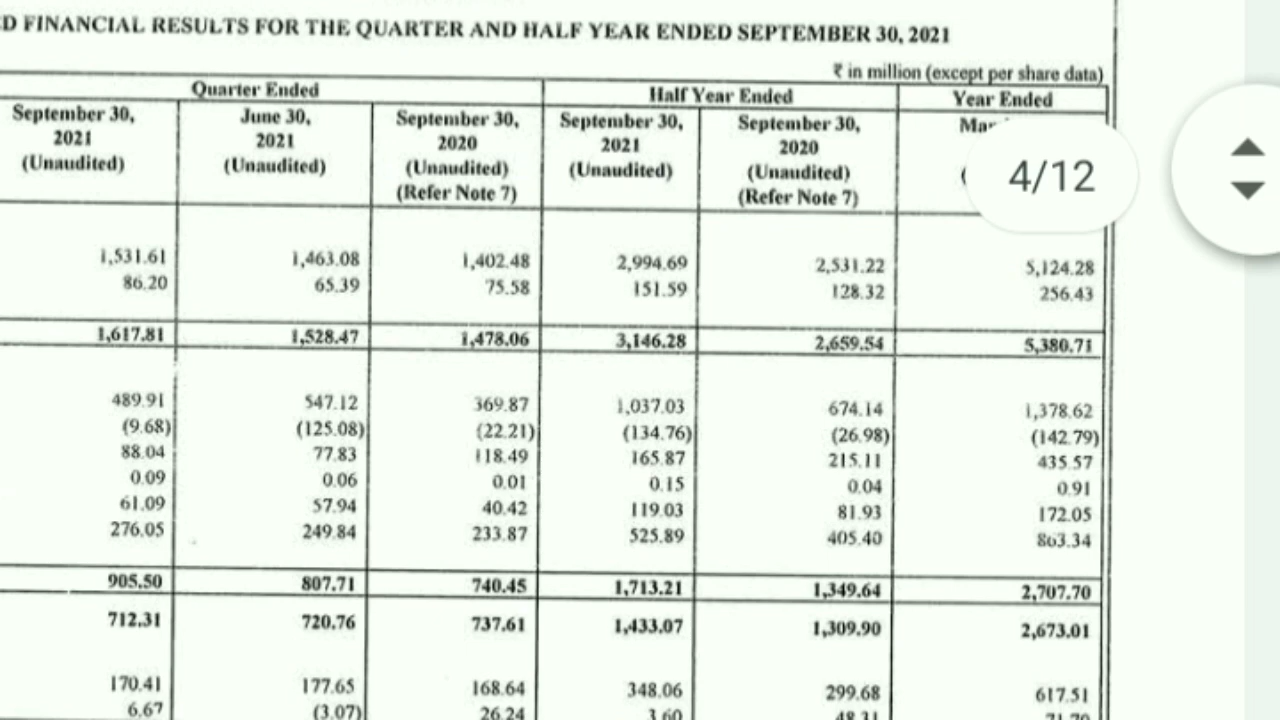 D FINANCIAL RESULTS FOR THE QUARTER AND HALF YEAR ENDED SEPTEMBER 30, 2021
₹ in million (except per share data)
Quarter Ended Half Year Ended Year Ended
September 30, June 30, September 30, September 30, September 30,
2021 2021 2020 2021 2020
(Unaudited) (Unaudited) (Unaudited) (Unaudited) (Unaudited)
(Refer Note 7) (Refer Note 7)
4/12
1,531.61 1,463.08 1,402.48 2,994.69 2,531.22 5,124.28
86.20 65.39 75.58 151.59 128.32 256.43
1,617.81 1,528.47 1,478.06 3,146.28 2,659.54 5,380.71
489.91 547.12 369.87 1,037.03 674.14 1,378.62
(9.68) (125.08) (22.21) (134.76) (26.98) (142.79)
88.04 77.83 118.49 165.87 215.11 435.57
0.09 0.06 0.01 0.15 0.04 0.91
61.09 57.94 40.42 119.03 81.93 172.05
276.05 249.84 233.87 525.89 405.40 863.34
905.50 807.71 740.45 1,713.21 1,349.64 2,707.70
712.31 720.76 737.61 1,433.07 1,309.90 2,673.01
170.41 177.65 168.64 348.06 299.68 617.51
6.67 (3.07) 26.24 3.60 48.31